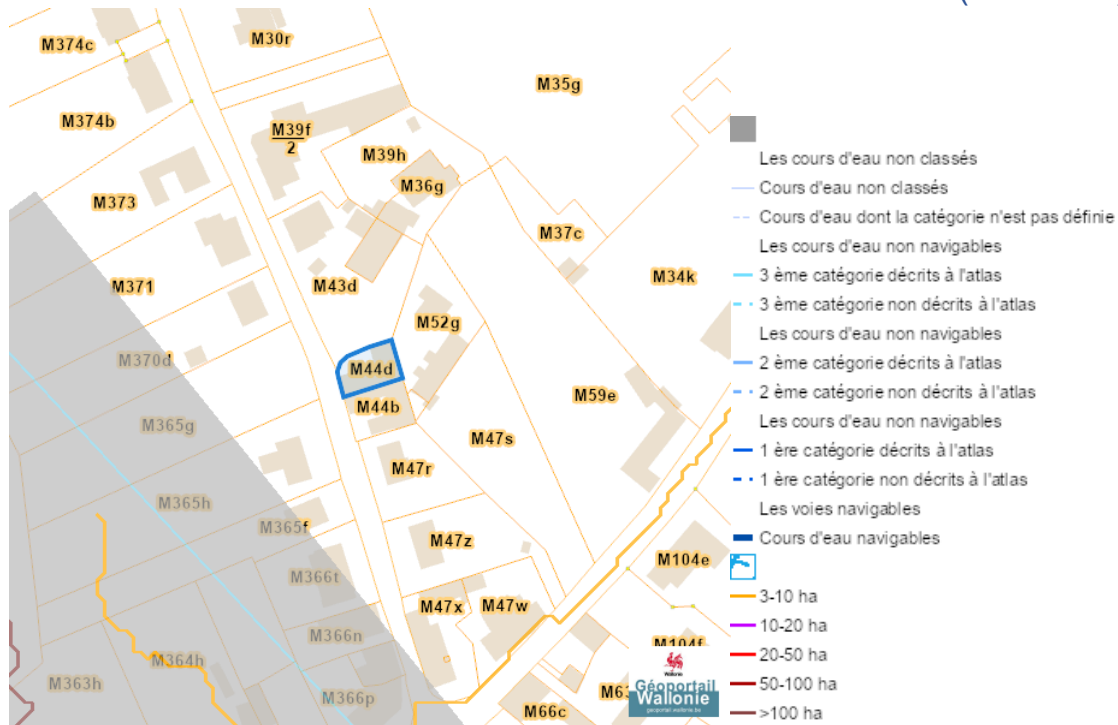 M374c
M30r
M35g
M374b
M39f
2
M39h
M36g
M373
M37c
M34k
M371
M43d
M52g
M370d
M44d
M59e
M44b
M365g
M47s
M47r
M365h
M365f
M47z
M104e
M366t
M47x
M47w
M366n
M104f
M364h
M363h
M366p
M66c
Wallonie
Géoportail
Wallonie
geoportail.wallonie.be
Les cours d'eau non classés
Cours d'eau non classés
Cours d'eau dont la catégorie n'est pas définie
Les cours d'eau non navigables
3 ème catégorie décrits à l'atlas
3 ème catégorie non décrits à l'atlas
Les cours d'eau non navigables
2 ème catégorie décrits à l'atlas
2 ème catégorie non décrits à l'atlas
Les cours d'eau non navigables
1 ère catégorie décrits à l'atlas
1 ère catégorie non décrits à l'atlas
Les voies navigables
Cours d'eau navigables
3-10 ha
10-20 ha
20-50 ha
50-100 ha
>100 ha